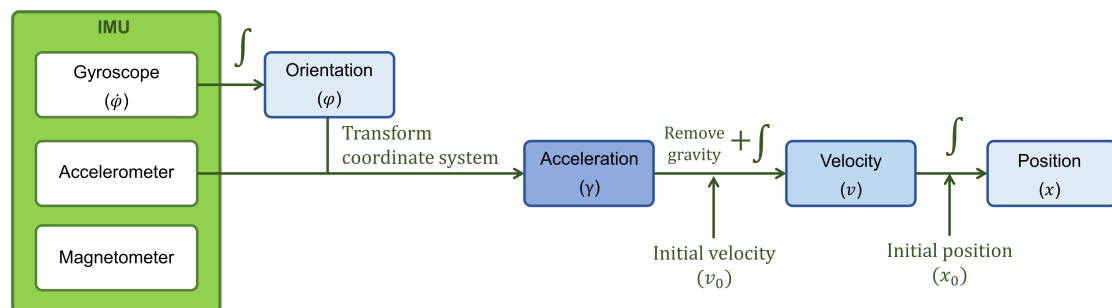 IMU
Gyroscope
(φ̇)
∫
Orientation
(φ)
Accelerometer
Transform
coordinate system
Magnetometer
Acceleration
(γ)
Remove
gravity
+∫
Initial velocity
(v₀)
Velocity
(v)
∫
Initial position
(x₀)
Position
(x)